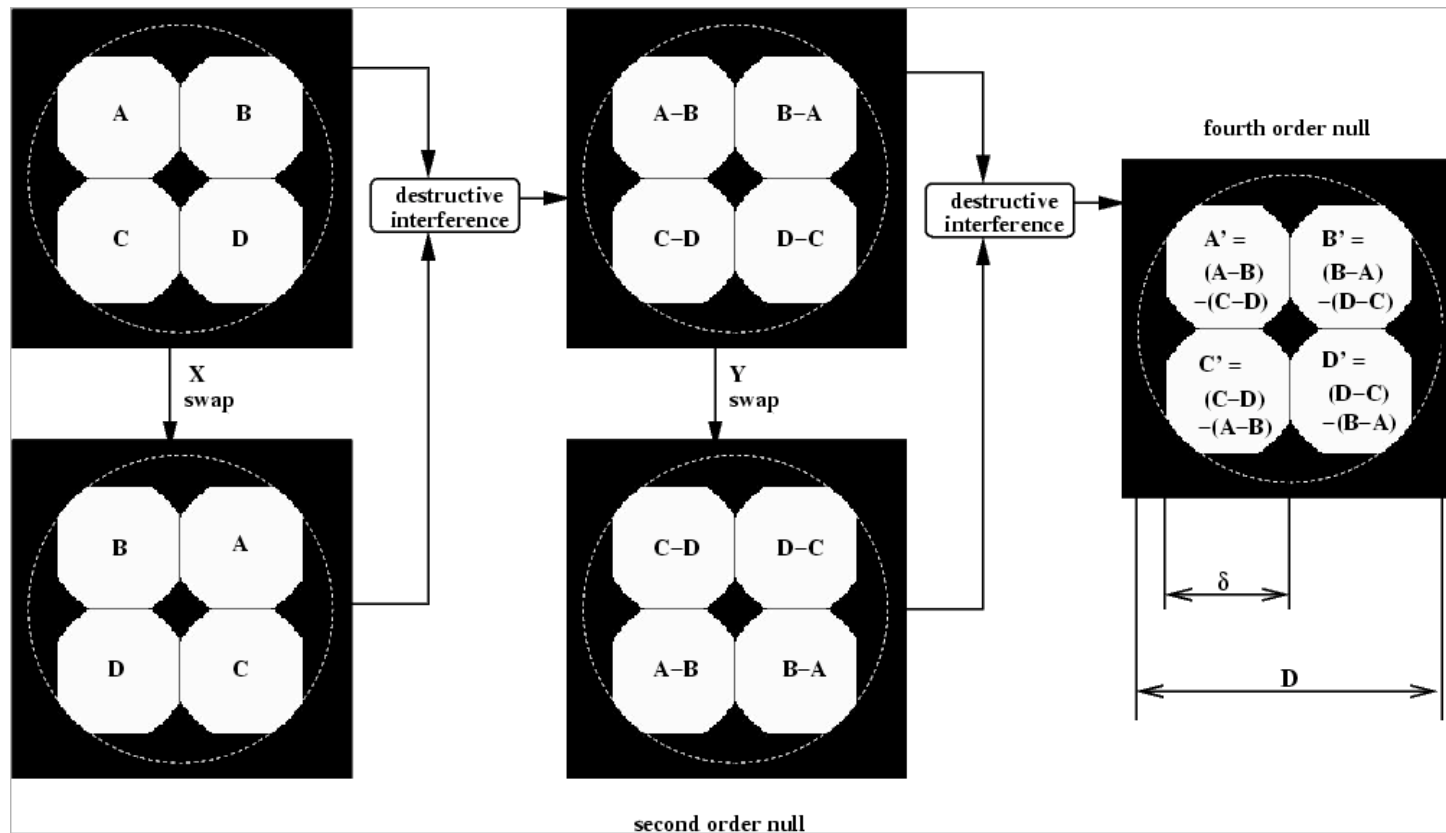 A B
C D
X
swap
B A
D C
destructive
interference
A−B B−A
C−D D−C
Y
swap
C−D D−C
A−B B−A
second order null
destructive
interference
fourth order null
A’ =
(A−B)
−(C−D)
B’ =
(B−A)
−(D−C)
C’ =
(C−D)
−(A−B)
D’ =
(D−C)
−(B−A)
δ
D